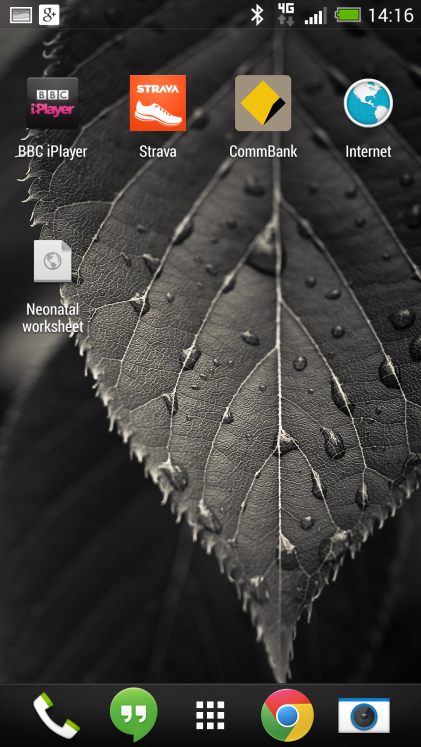 g+ 4G 14:16
BBC iPlayer STRAVA
BBC iPlayer Strava CommBank Internet
Neonatal
worksheet